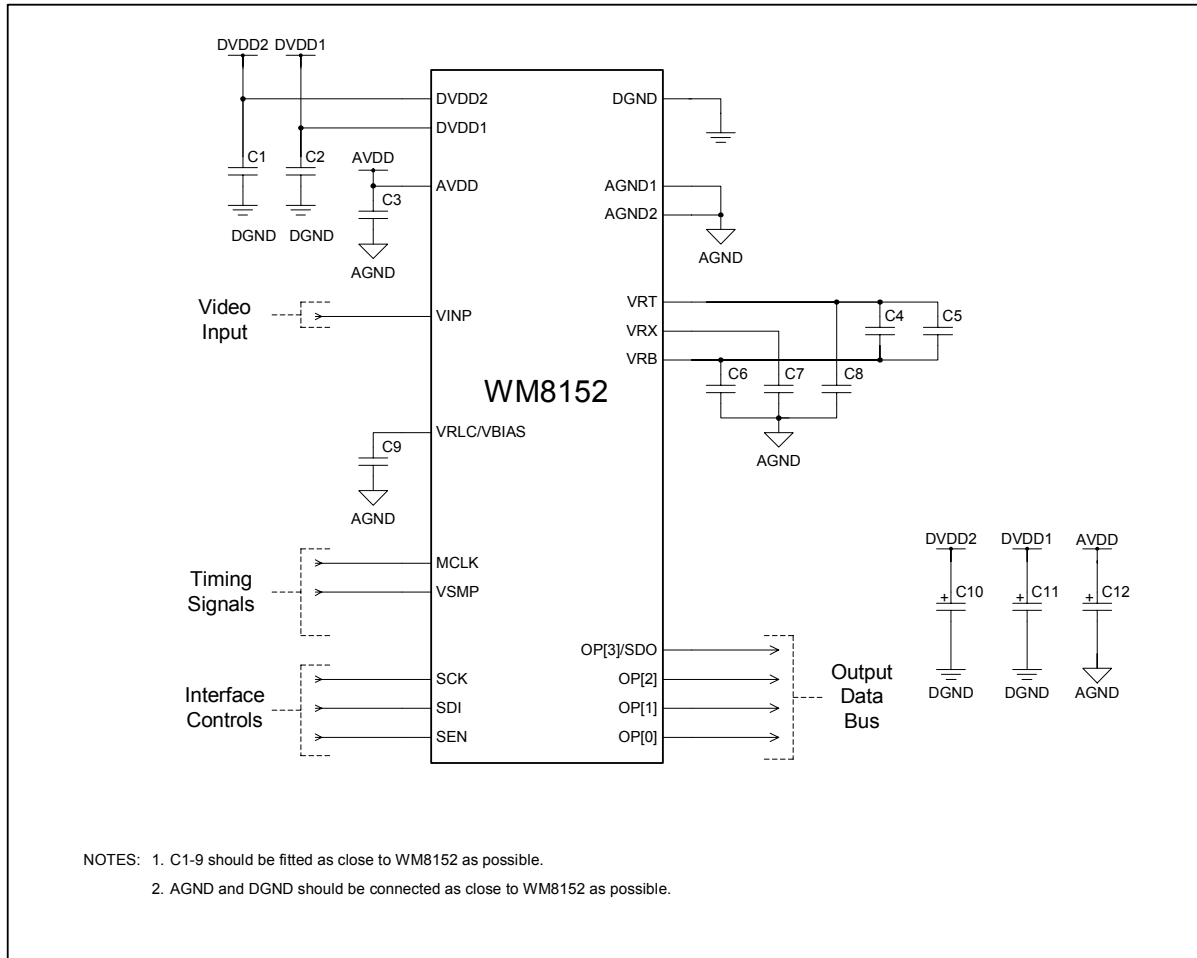 DVDD2 DVDD1
DVDD2
DVDD1
C1
C2
DGND
DGND
AVDD
AVDD
C3
AGND
DGND
AGND1
AGND2
AGND
Video
Input
VINP
VRT
VRX
VRB
C4
C5
C6
C7
C8
AGND
WM8152
VRLC/VBIAS
C9
AGND
Timing
Signals
MCLK
VSMP
Interface
Controls
SCK
SDI
SEN
OP[3]/SDO
OP[2]
OP[1]
OP[0]
Output
Data
Bus
DVDD2
DVDD1
AVDD
+ C10
+ C11
+ C12
DGND
DGND
AGND
NOTES: 1. C1-9 should be fitted as close to WM8152 as possible.
2. AGND and DGND should be connected as close to WM8152 as possible.